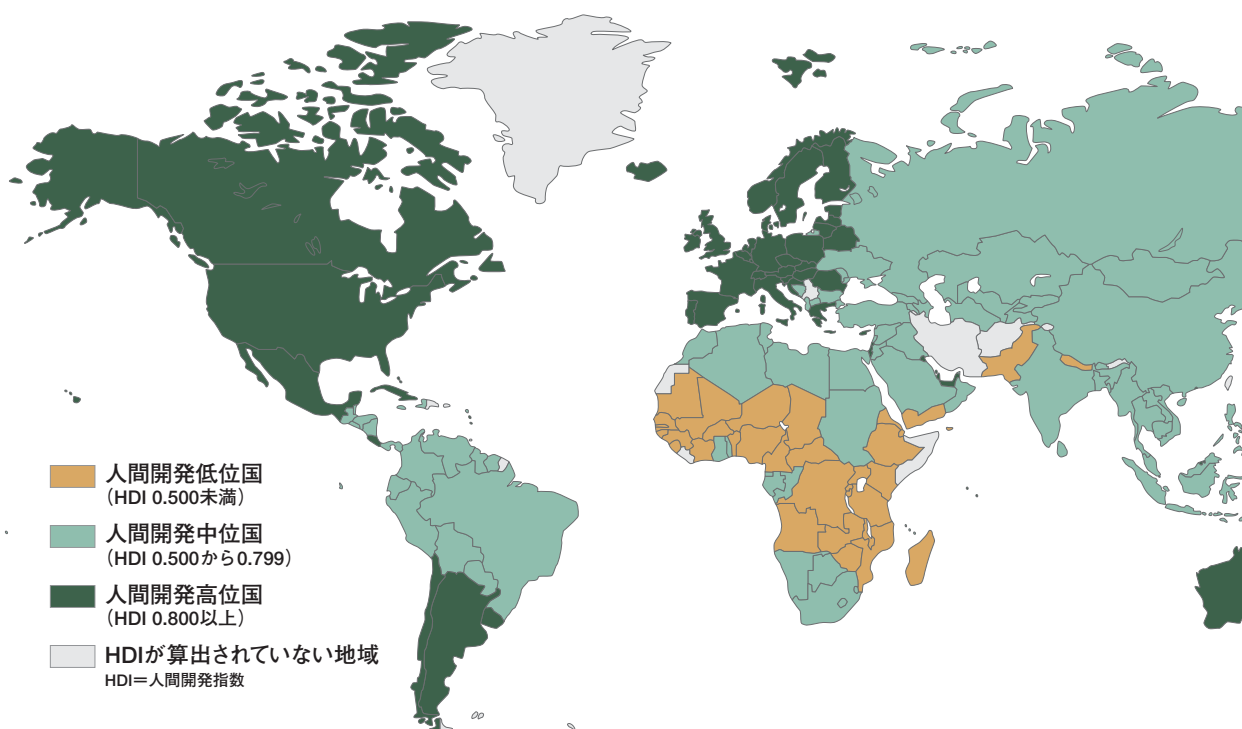 人間開発低位国
(HDI 0.500未満)
人間開発中位国
(HDI 0.500から0.799)
人間開発高位国
(HDI 0.800以上)
HDIが算出されていない地域
HDI=人間開発指数